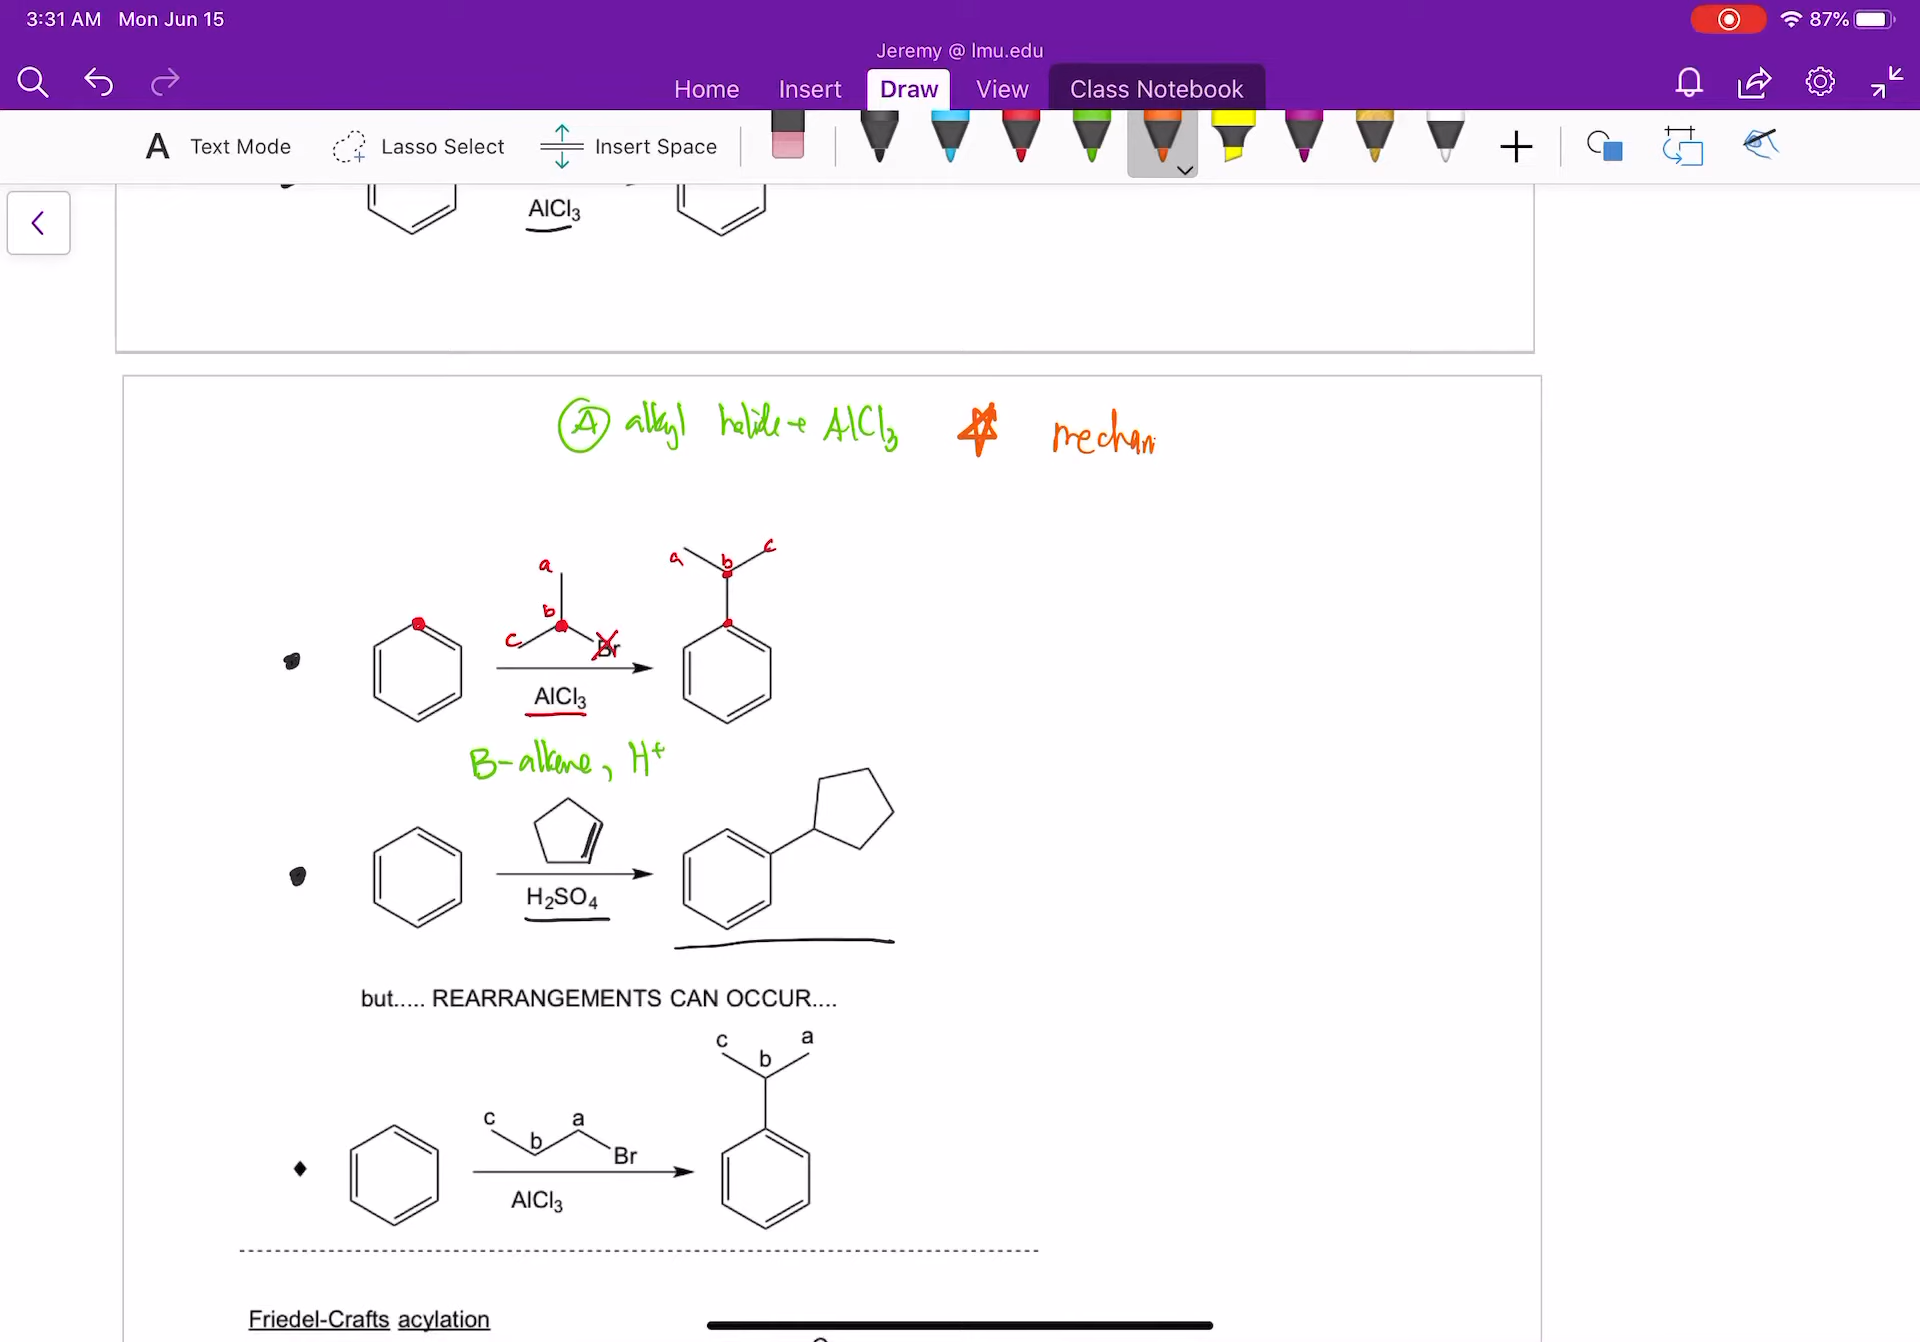 3:31 AM Mon Jun 15
87%
Jeremy @ lmu.edu
Home Insert Draw View Class Notebook
A Text Mode Lasso Select Insert Space
AlCl3
A alkyl halide + AlCl3 mechani
a b c
a b c Br
AlCl3
B-alkene, H+
H2SO4
but..... REARRANGEMENTS CAN OCCUR....
c b a
c b a Br
AlCl3
Friedel-Crafts acylation